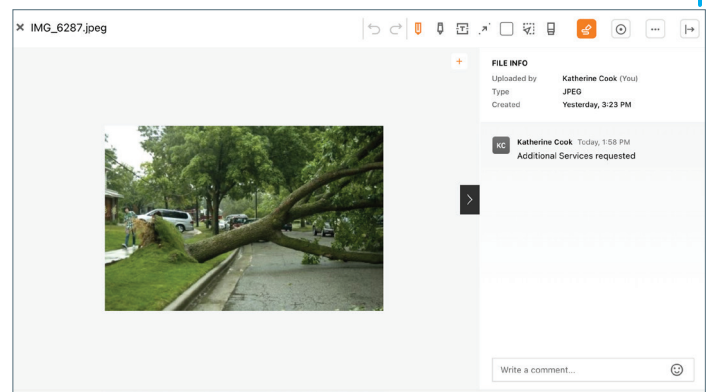 IMG_6287.jpeg
FILE INFO
Uploaded by Katherine Cook (You)
Type JPEG
Created Yesterday, 3:23 PM
KC Katherine Cook Today, 1:58 PM
Additional Services requested
Write a comment...